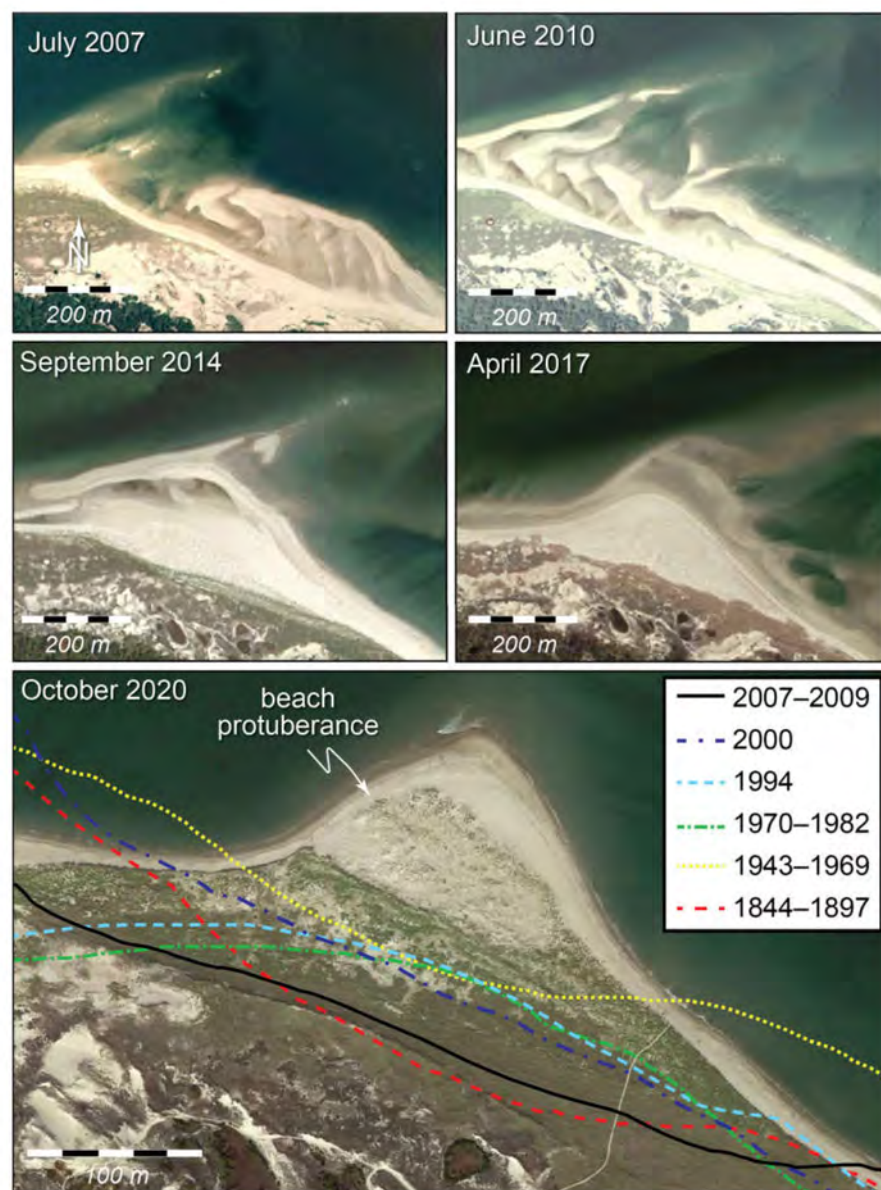 July 2007
N
200 m
June 2010
200 m
September 2014
200 m
April 2017
200 m
October 2020
beach
protuberance
100 m
2007–2009
2000
1994
1970–1982
1943–1969
1844–1897